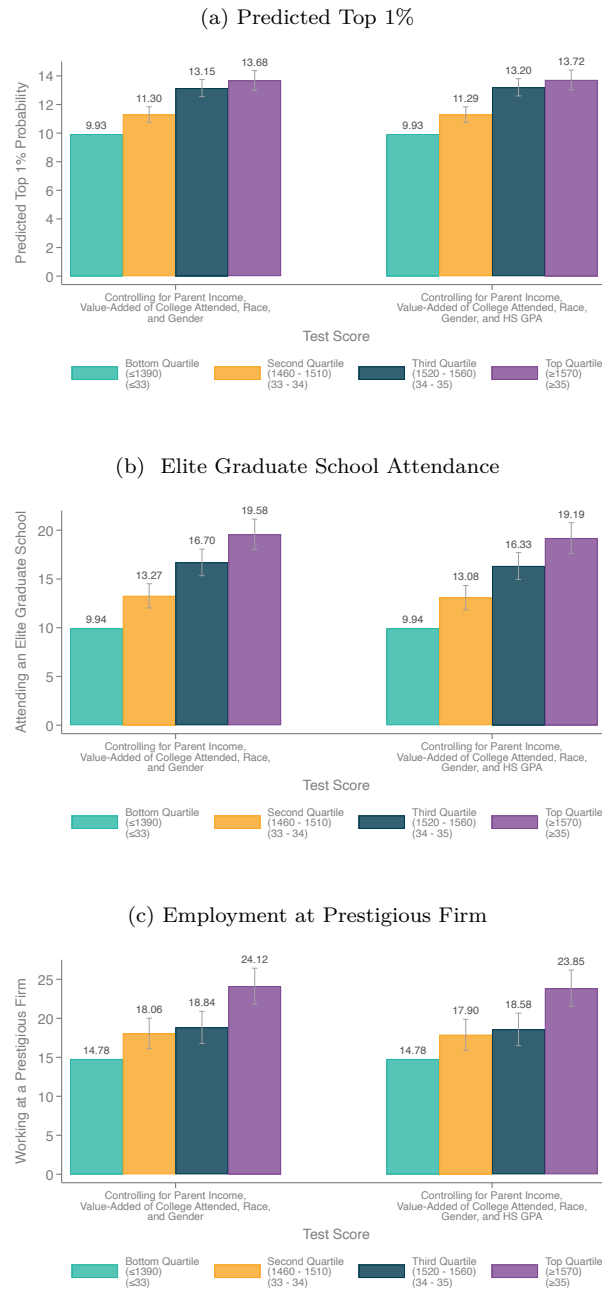 (a) Predicted Top 1%
Predicted Top 1% Probability
14
12
10
8
6
4
2
0
9.93
11.30
13.15
13.68
9.93
11.29
13.20
13.72
Controlling for Parent Income,
Value-Added of College Attended, Race,
and Gender
Controlling for Parent Income,
Value-Added of College Attended, Race,
Gender, and HS GPA
Test Score
Bottom Quartile
(≤1390)
(≤33)
Second Quartile
(1460 - 1510)
(33 - 34)
Third Quartile
(1520 - 1560)
(34 - 35)
Top Quartile
(≥1570)
(≥35)
(b) Elite Graduate School Attendance
Attending an Elite Graduate School
20
15
10
5
0
9.94
13.27
16.70
19.58
9.94
13.08
16.33
19.19
Controlling for Parent Income,
Value-Added of College Attended, Race,
and Gender
Controlling for Parent Income,
Value-Added of College Attended, Race,
Gender, and HS GPA
Test Score
Bottom Quartile
(≤1390)
(≤33)
Second Quartile
(1460 - 1510)
(33 - 34)
Third Quartile
(1520 - 1560)
(34 - 35)
Top Quartile
(≥1570)
(≥35)
(c) Employment at Prestigious Firm
Working at a Prestigious Firm
25
20
15
10
5
0
14.78
18.06
18.84
24.12
14.78
17.90
18.58
23.85
Controlling for Parent Income,
Value-Added of College Attended, Race,
and Gender
Controlling for Parent Income,
Value-Added of College Attended, Race,
Gender, and HS GPA
Test Score
Bottom Quartile
(≤1390)
(≤33)
Second Quartile
(1460 - 1510)
(33 - 34)
Third Quartile
(1520 - 1560)
(34 - 35)
Top Quartile
(≥1570)
(≥35)